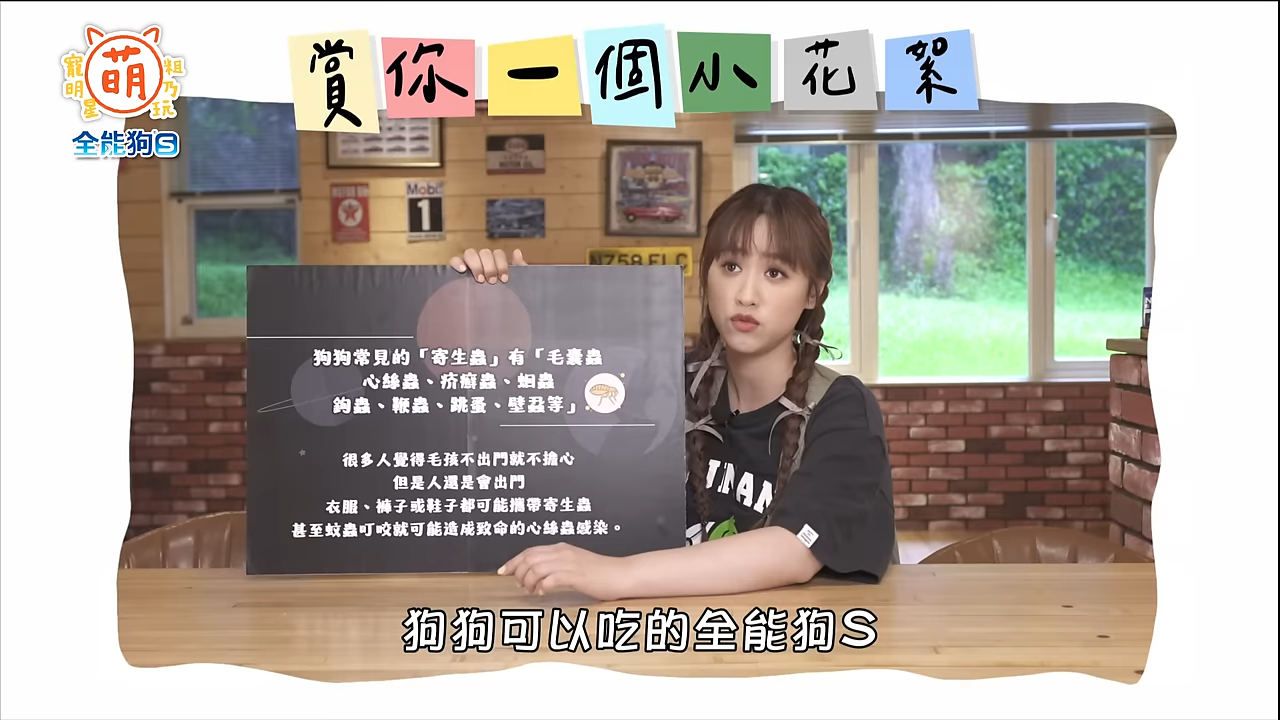 賞你一個小花絮
寵明星
萌
粗乃玩
全能狗S
Mobil
1
NZ58 ELC
狗狗常見的「寄生蟲」有「毛囊蟲
心絲蟲、疥癬蟲、蛔蟲
鉤蟲、鞭蟲、跳蚤、壁蝨等」
很多人覺得毛孩不出門就不擔心
但是人還是會出門
衣服、褲子或鞋子都可能攜帶寄生蟲
甚至蚊蟲叮咬就可能造成致命的心絲蟲感染。
狗狗可以吃的全能狗S